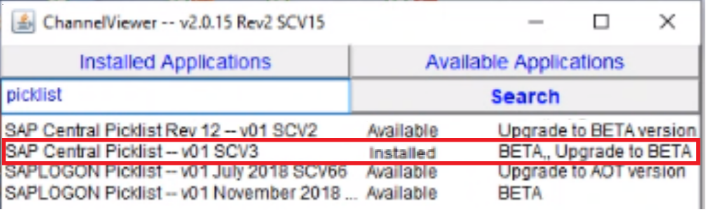 ChannelViewer -- v2.0.15 Rev2 SCV15
Installed Applications Available Applications
picklist Search
SAP Central Picklist Rev 12 -- v01 SCV2 Available Upgrade to BETA version
SAP Central Picklist -- v01 SCV3 Installed BETA,, Upgrade to BETA
SAPLOGON Picklist -- v01 July 2018 SCV66 Available Upgrade to AOT version
SAPLOGON Picklist -- v01 November 2018 ... Available BETA